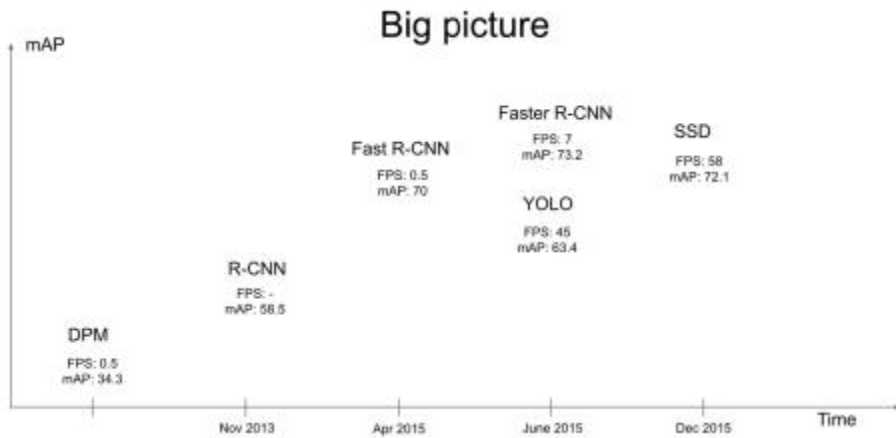 Big picture
mAP
Faster R-CNN
FPS: 7
mAP: 73.2
SSD
FPS: 58
mAP: 72.1
Fast R-CNN
FPS: 0.5
mAP: 70
YOLO
FPS: 45
mAP: 63.4
R-CNN
FPS: -
mAP: 58.5
DPM
FPS: 0.5
mAP: 34.3
Nov 2013
Apr 2015
June 2015
Dec 2015
Time